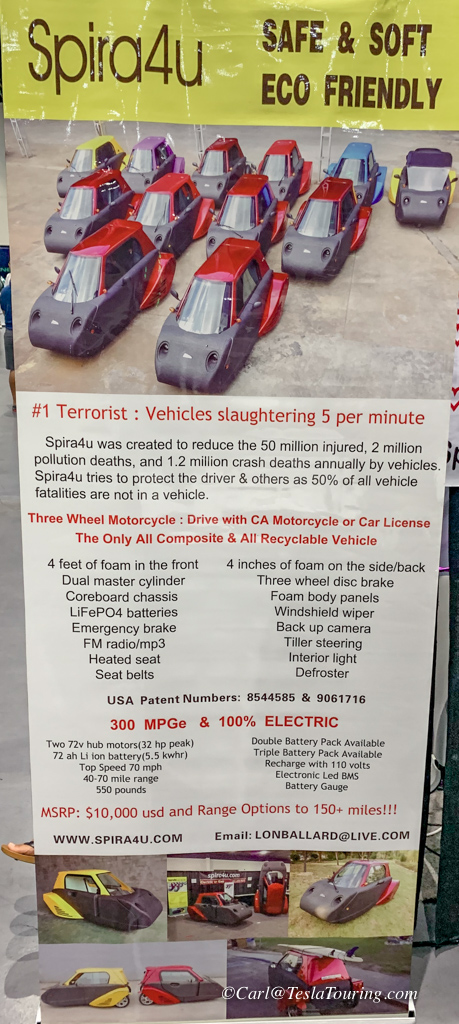 Spira4u
SAFE & SOFT
ECO FRIENDLY
#1 Terrorist : Vehicles slaughtering 5 per minute
Spira4u was created to reduce the 50 million injured, 2 million
pollution deaths, and 1.2 million crash deaths annually by vehicles.
Spira4u tries to protect the driver & others as 50% of all vehicle
fatalities are not in a vehicle.
Three Wheel Motorcycle : Drive with CA Motorcycle or Car License
The Only All Composite & All Recyclable Vehicle
4 feet of foam in the front
Dual master cylinder
Coreboard chassis
LiFePO4 batteries
Emergency brake
FM radio/mp3
Heated seat
Seat belts
4 inches of foam on the side/back
Three wheel disc brake
Foam body panels
Windshield wiper
Back up camera
Tiller steering
Interior light
Defroster
USA Patent Numbers: 8544585 & 9061716
300 MPGe & 100% ELECTRIC
Two 72v hub motors(32 hp peak)
72 ah Li ion battery(5.5 kwhr)
Top Speed 70 mph
40-70 mile range
550 pounds
Double Battery Pack Available
Triple Battery Pack Available
Recharge with 110 volts
Electronic Led BMS
Battery Gauge
MSRP: $10,000 usd and Range Options to 150+ miles!!!
WWW.SPIRA4U.COM
Email: LONBALLARD@LIVE.COM
spira4u.com
©Carl@TeslaTouring.com